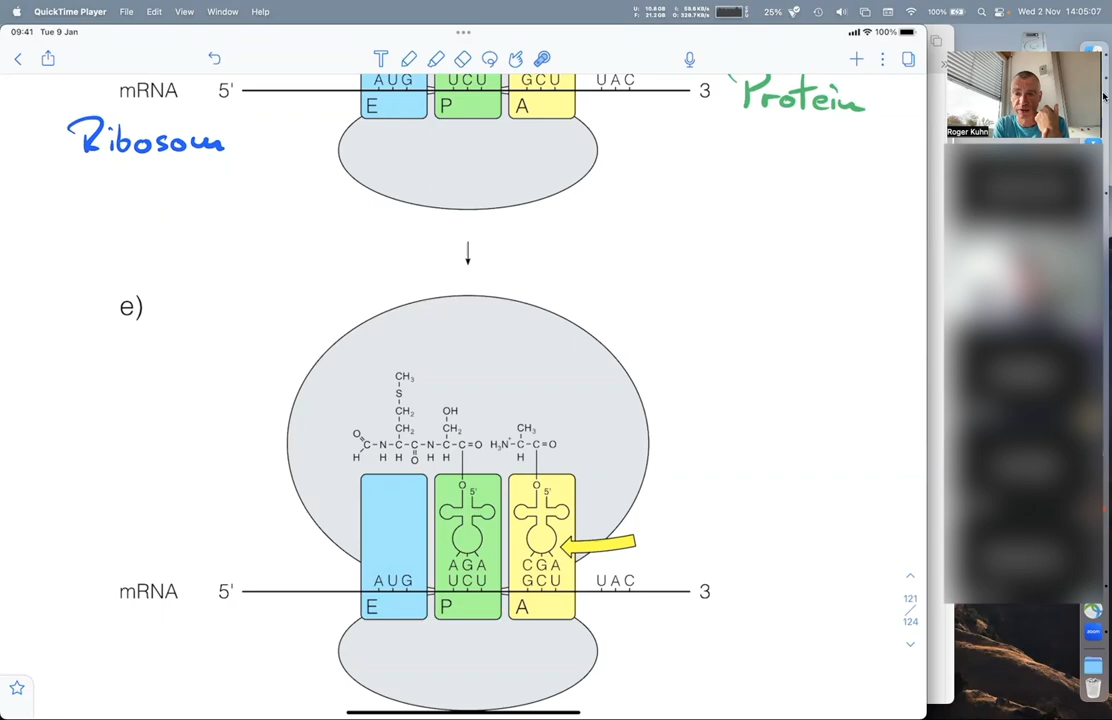 QuickTime Player File Edit View Window Help
25% 100% Wed 2 Nov 14:05:07
09:41 Tue 9 Jan
100%
AUG UCU GCU UAC
mRNA 5' E P A 3
Protein
Ribosom
Roger Kuhn
e)
CH3
S
CH2 OH
CH2 CH2 CH3
O C-N-C-C-N-C-C=O H3N+-C-C=O
H H H O H H H
O O
5' 5'
AGA CGA
AUG UCU GCU UAC
mRNA 5' 3
E P A
121
124
zoom